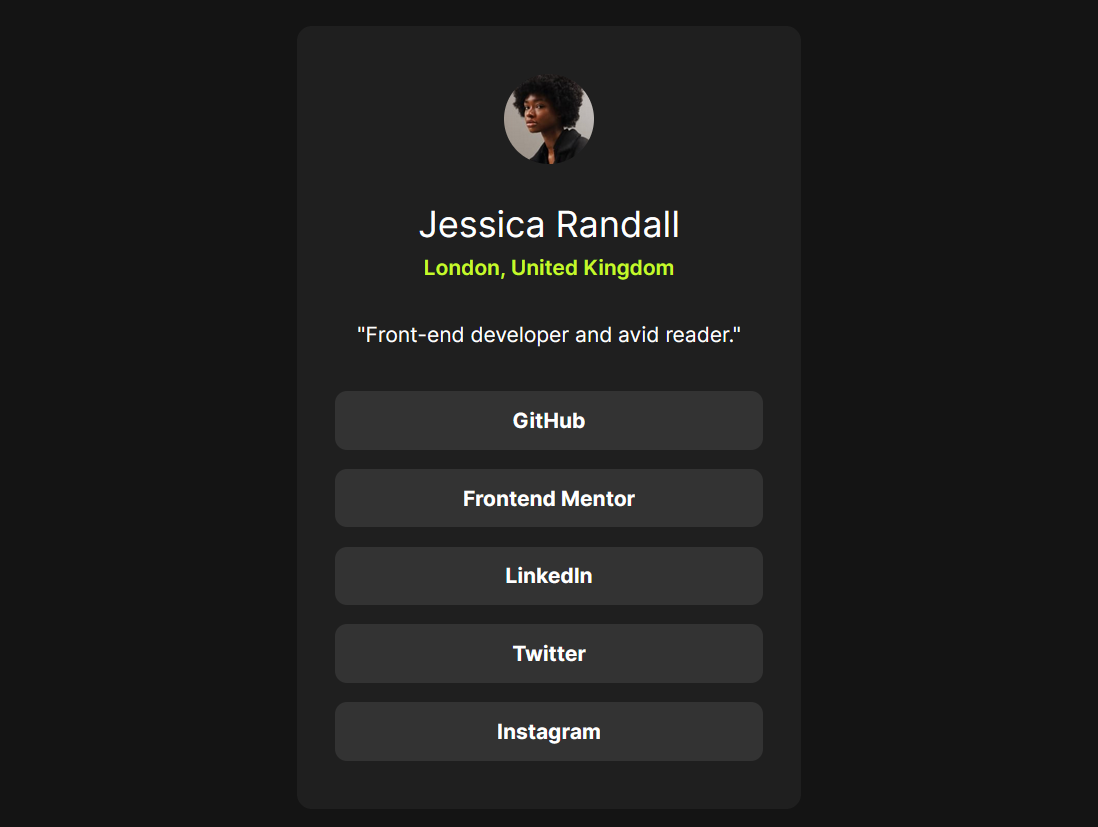 Jessica Randall
London, United Kingdom
"Front-end developer and avid reader."
GitHub
Frontend Mentor
LinkedIn
Twitter
Instagram